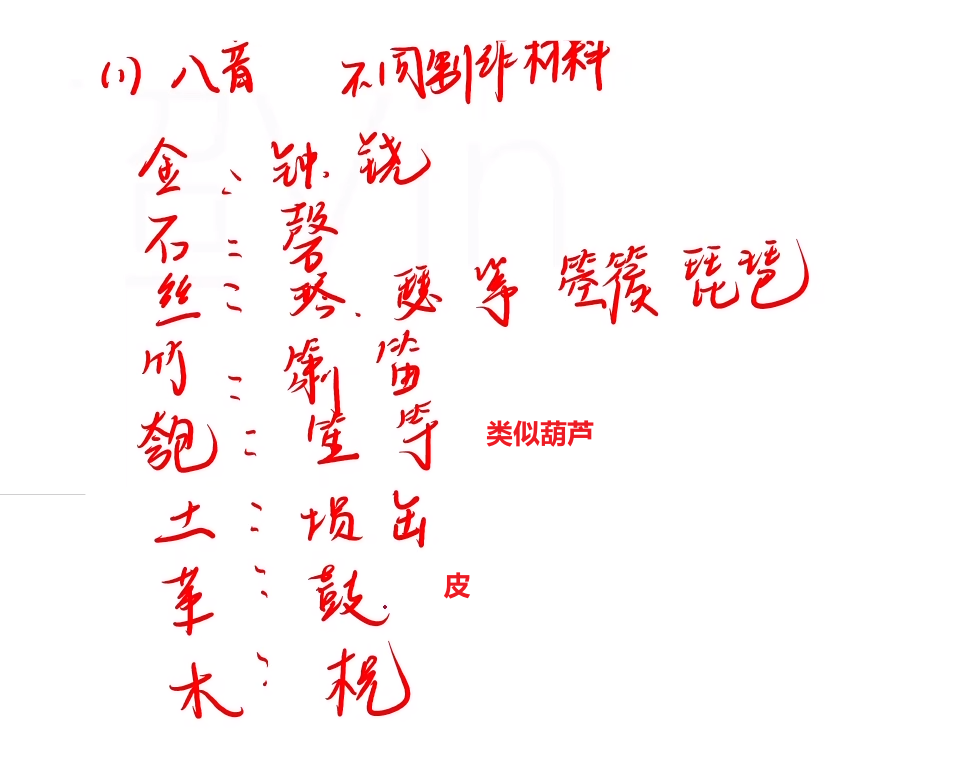 (1) 八音 不同制作材料
金: 钟、铙
石: 磬
丝: 琴、瑟 筝 箜篌 琵琶
竹: 箫 笛
匏: 笙 竽 类似葫芦
土: 埙 缶
革: 鼓. 皮
木: 柷